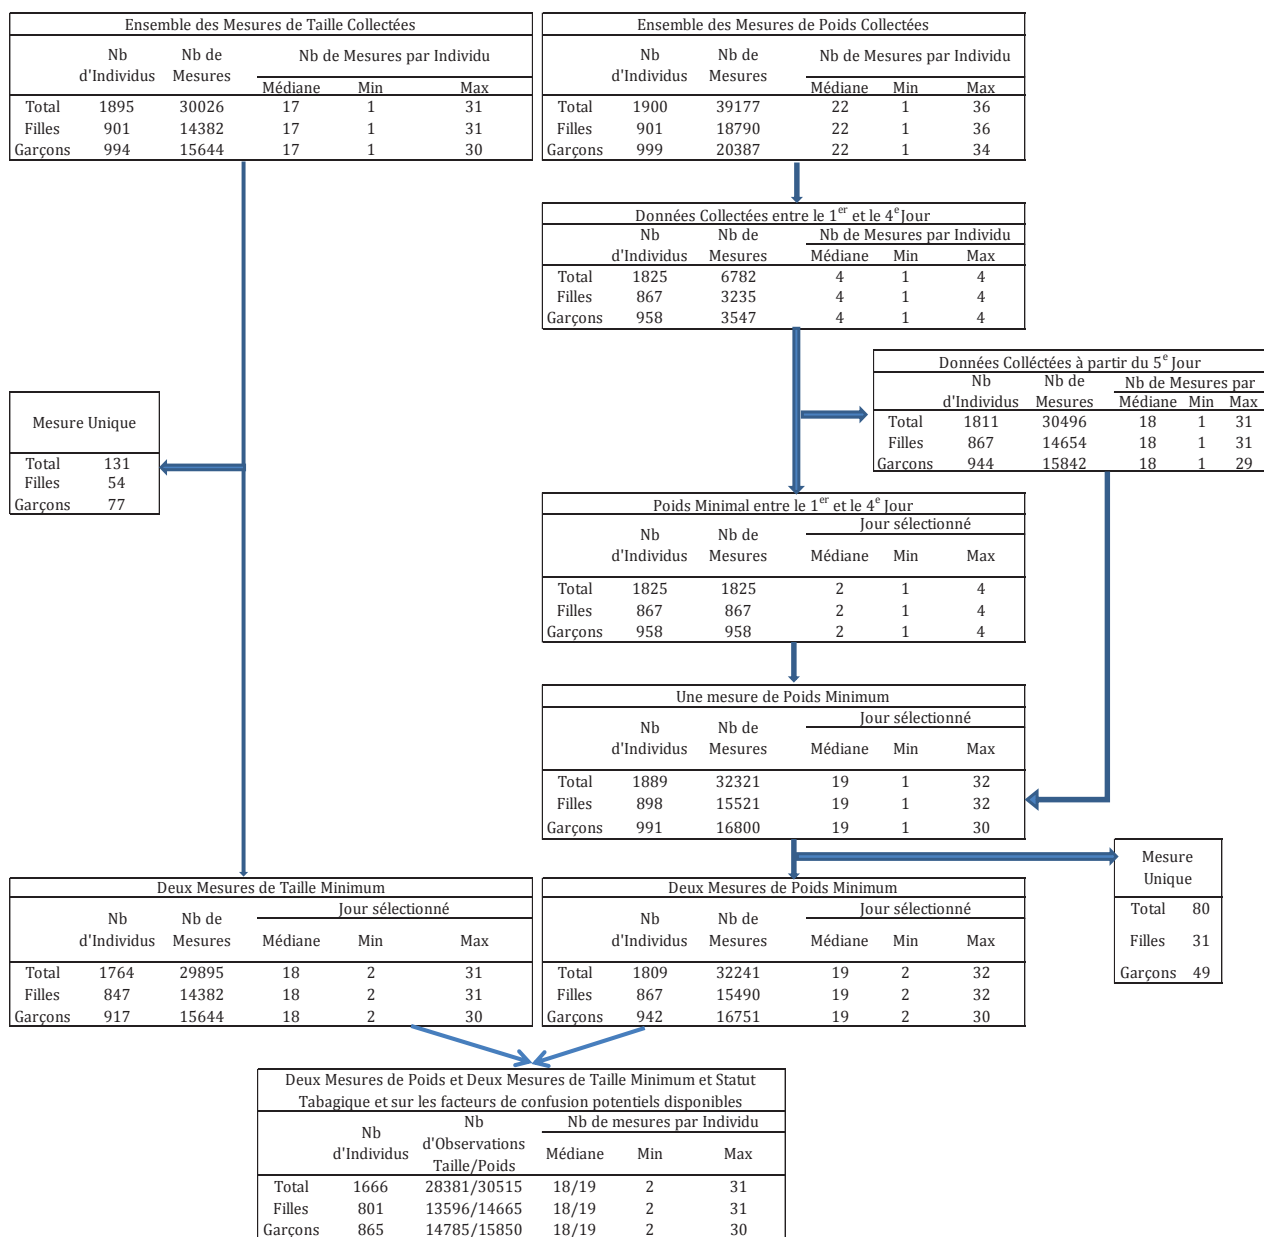 Ensemble des Mesures de Taille Collectées
Nb Nb de Nb de Mesures par Individu
d'Individus Mesures
Médiane Min Max
Total 1895 30026 17 1 31
Filles 901 14382 17 1 31
Garçons 994 15644 17 1 30
Ensemble des Mesures de Poids Collectées
Nb Nb de Nb de Mesures par Individu
d'Individus Mesures
Médiane Min Max
Total 1900 39177 22 1 36
Filles 901 18790 22 1 36
Garçons 999 20387 22 1 34
Données Collectées entre le 1er et le 4e Jour
Nb Nb de Nb de Mesures par Individu
d'Individus Mesures Médiane Min Max
Total 1825 6782 4 1 4
Filles 867 3235 4 1 4
Garçons 958 3547 4 1 4
Données Colléctées à partir du 5e Jour
Nb Nb de Nb de Mesures par
d'Individus Mesures Médiane Min Max
Total 1811 30496 18 1 31
Filles 867 14654 18 1 31
Garçons 944 15842 18 1 29
Mesure Unique
Total 131
Filles 54
Garçons 77
Poids Minimal entre le 1er et le 4e Jour
Jour sélectionné
Nb Nb de
d'Individus Mesures Médiane Min Max
Total 1825 1825 2 1 4
Filles 867 867 2 1 4
Garçons 958 958 2 1 4
Une mesure de Poids Minimum
Jour sélectionné
Nb Nb de
d'Individus Mesures Médiane Min Max
Total 1889 32321 19 1 32
Filles 898 15521 19 1 32
Garçons 991 16800 19 1 30
Mesure
Unique
Total 80
Filles 31
Garçons 49
Deux Mesures de Taille Minimum
Jour sélectionné
Nb Nb de
d'Individus Mesures Médiane Min Max
Total 1764 29895 18 2 31
Filles 847 14382 18 2 31
Garçons 917 15644 18 2 30
Deux Mesures de Poids Minimum
Jour sélectionné
Nb Nb de
d'Individus Mesures Médiane Min Max
Total 1809 32241 19 2 32
Filles 867 15490 19 2 32
Garçons 942 16751 19 2 30
Deux Mesures de Poids et Deux Mesures de Taille Minimum et Statut
Tabagique et sur les facteurs de confusion potentiels disponibles
Nb Nb Nb de mesures par Individu
d'Individus d'Observations Médiane Min Max
Taille/Poids
Total 1666 28381/30515 18/19 2 31
Filles 801 13596/14665 18/19 2 31
Garçons 865 14785/15850 18/19 2 30